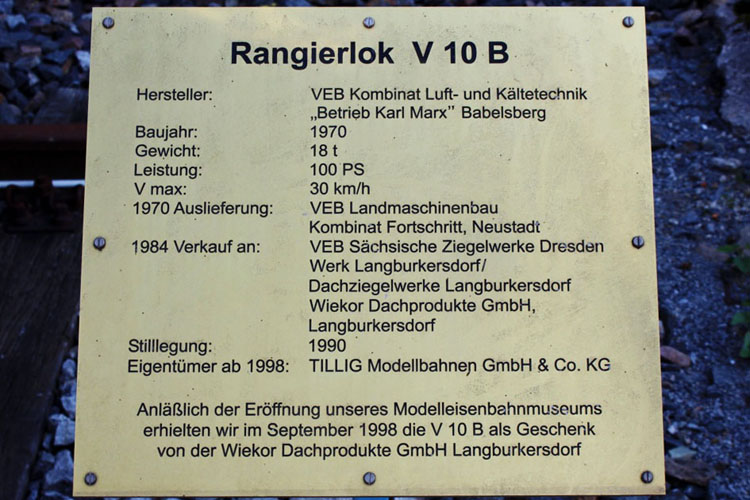 Rangierlok V 10 B
Hersteller: VEB Kombinat Luft- und Kältetechnik
„Betrieb Karl Marx” Babelsberg
Baujahr: 1970
Gewicht: 18 t
Leistung: 100 PS
V max: 30 km/h
1970 Auslieferung: VEB Landmaschinenbau
Kombinat Fortschritt, Neustadt
1984 Verkauf an: VEB Sächsische Ziegelwerke Dresden
Werk Langburkersdorf/
Dachziegelwerke Langburkersdorf
Wiekor Dachprodukte GmbH,
Langburkersdorf
Stilllegung: 1990
Eigentümer ab 1998: TILLIG Modellbahnen GmbH & Co. KG
Anläßlich der Eröffnung unseres Modelleisenbahnmuseums
erhielten wir im September 1998 die V 10 B als Geschenk
von der Wiekor Dachprodukte GmbH Langburkersdorf